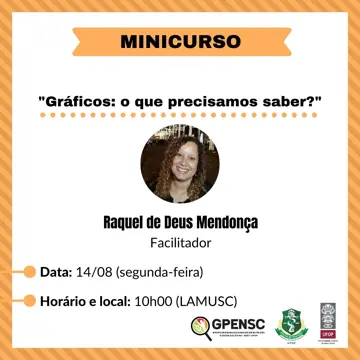 MINICURSO
"Gráficos: o que precisamos saber?"
Raquel de Deus Mendonça
Facilitador
Data: 14/08 (segunda-feira)
Horário e local: 10h00 (LAMUSC)
GPENSC
UFOP